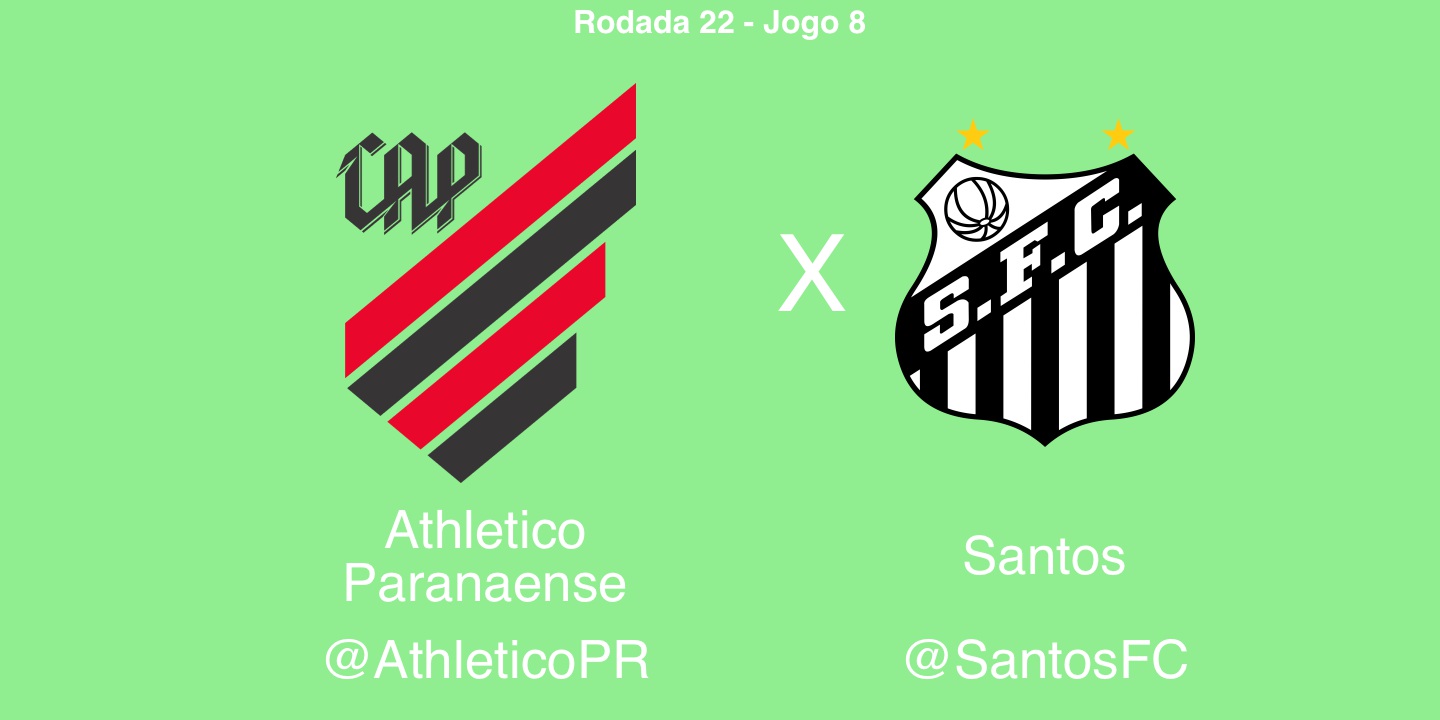 Rodada 22 - Jogo 8
CAP
X
S.F.C.
Athletico
Paranaense
Santos
@AthleticoPR
@SantosFC